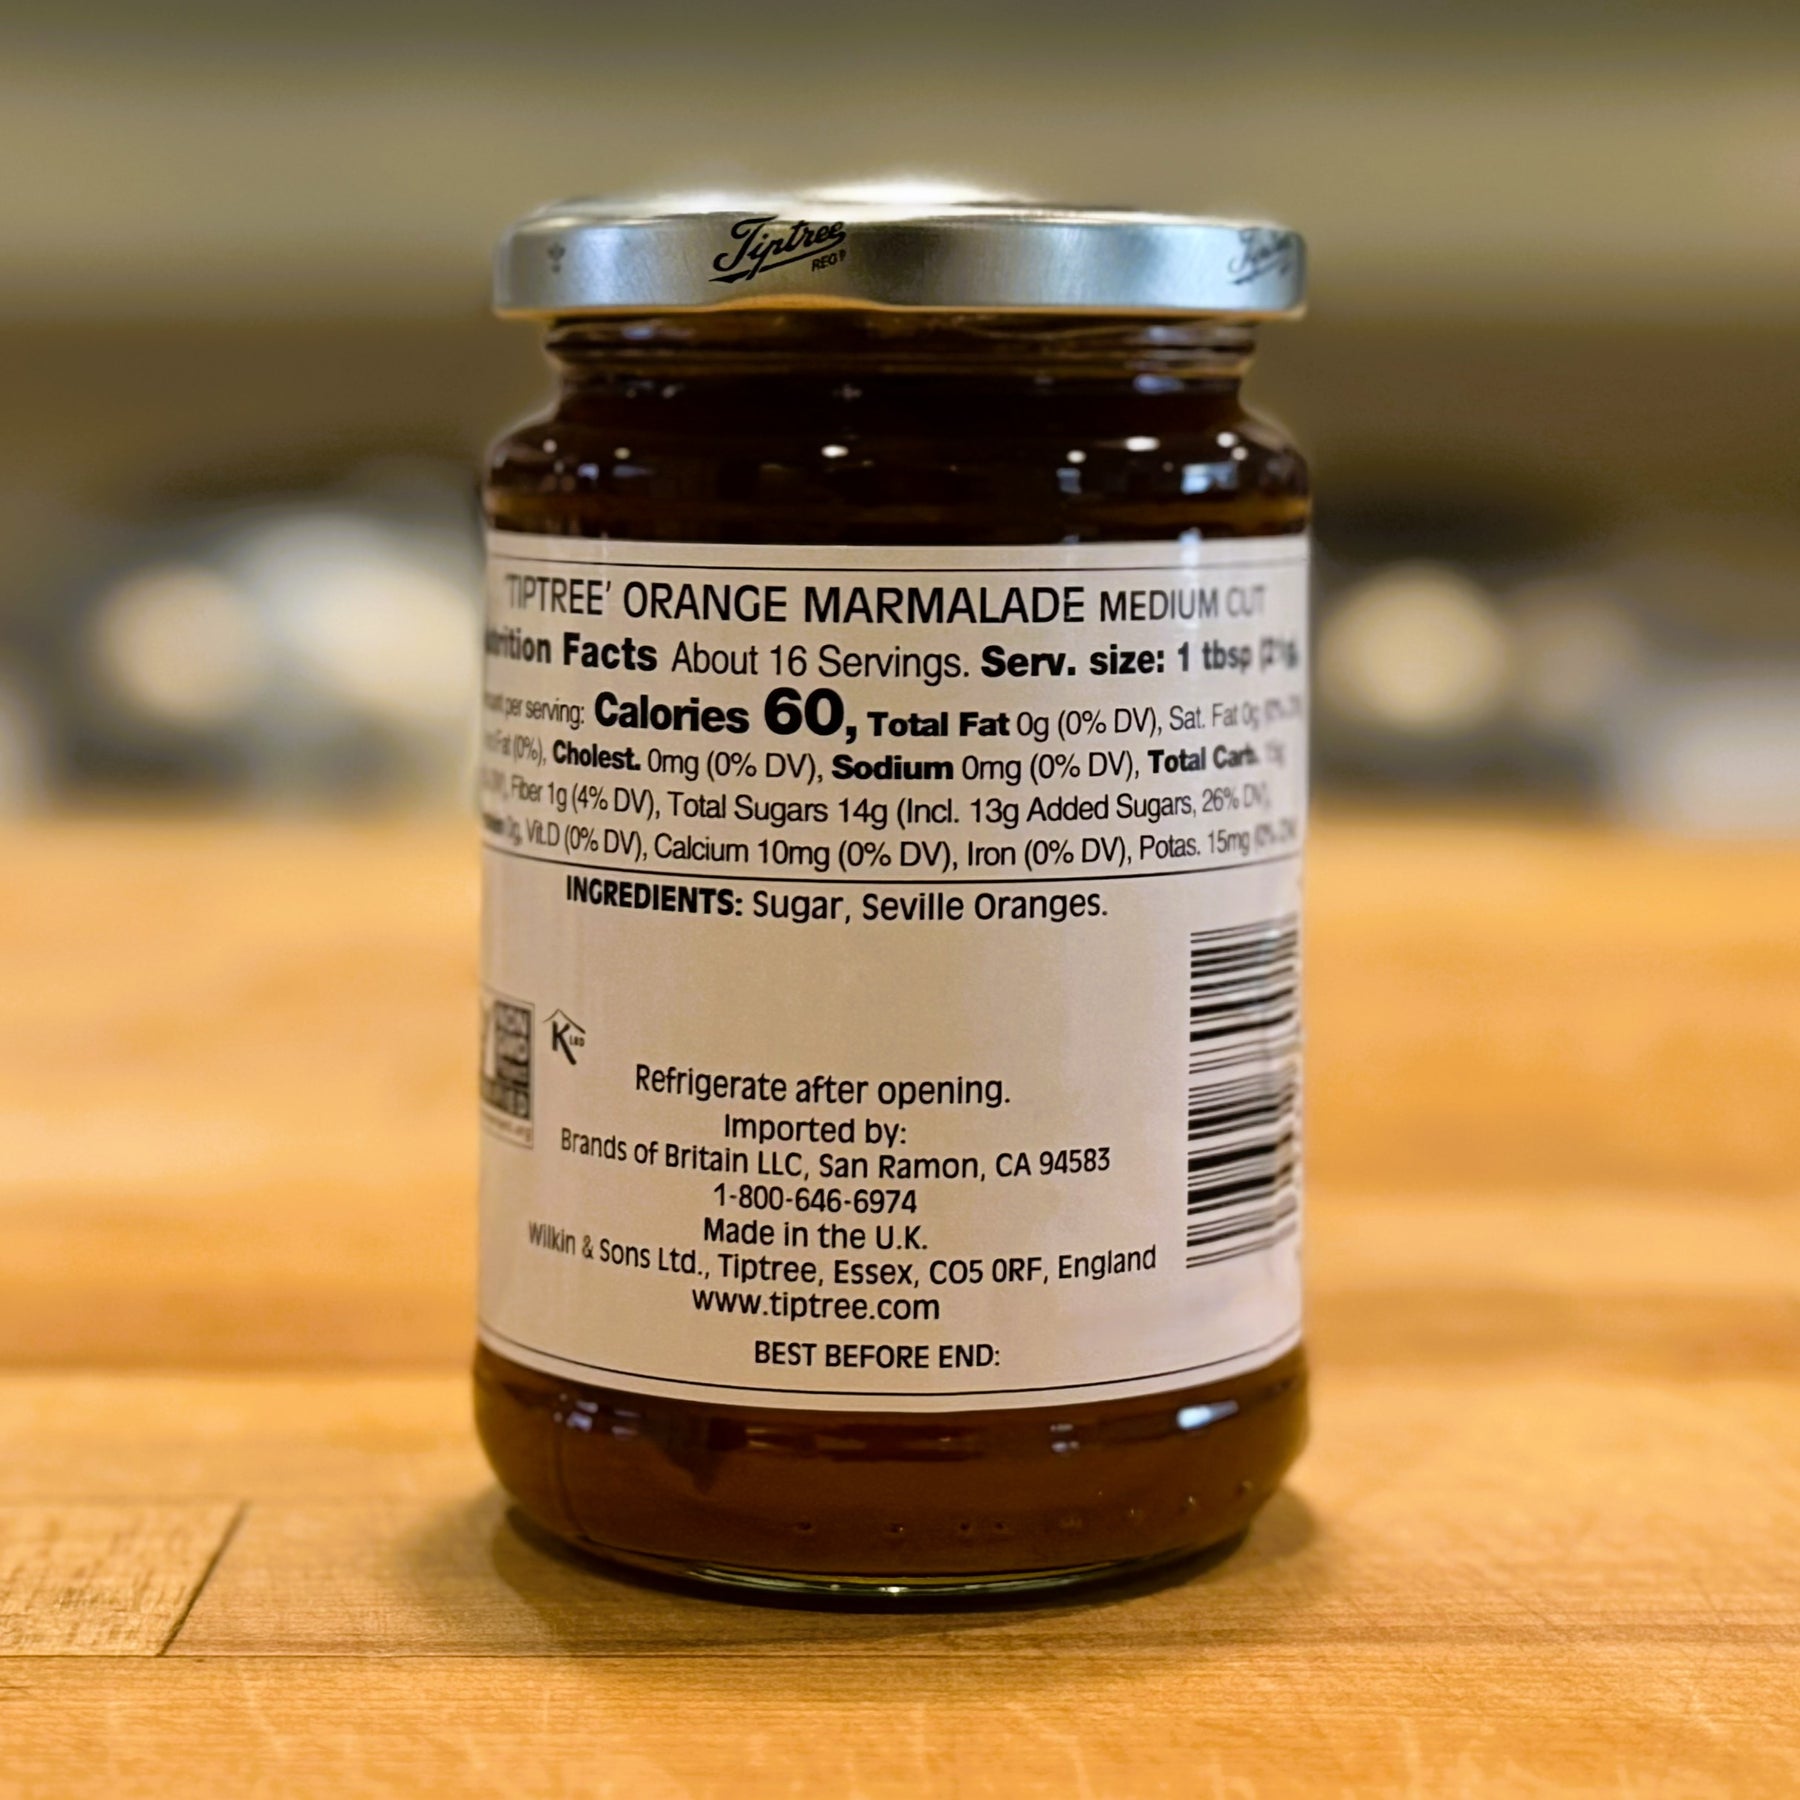 Tiptree
REG'D
'TIPTREE' ORANGE MARMALADE MEDIUM CUT
Facts About 16 Servings. Serv. size: 1 tbsp
per serving: Calories 60, Total Fat 0g (0% DV), Sat. Fat 0g
Fat (0%), Cholest. 0mg (0% DV), Sodium 0mg (0% DV), Total Carb.
Fiber 1g (4% DV), Total Sugars 14g (Incl. 13g Added Sugars, 26% DV),
Vit.D (0% DV), Calcium 10mg (0% DV), Iron (0% DV), Potas. 15mg
INGREDIENTS: Sugar, Seville Oranges.
K
Refrigerate after opening.
Imported by:
Brands of Britain LLC, San Ramon, CA 94583
1-800-646-6974
Made in the U.K.
Wilkin & Sons Ltd., Tiptree, Essex, CO5 0RF, England
www.tiptree.com
BEST BEFORE END: